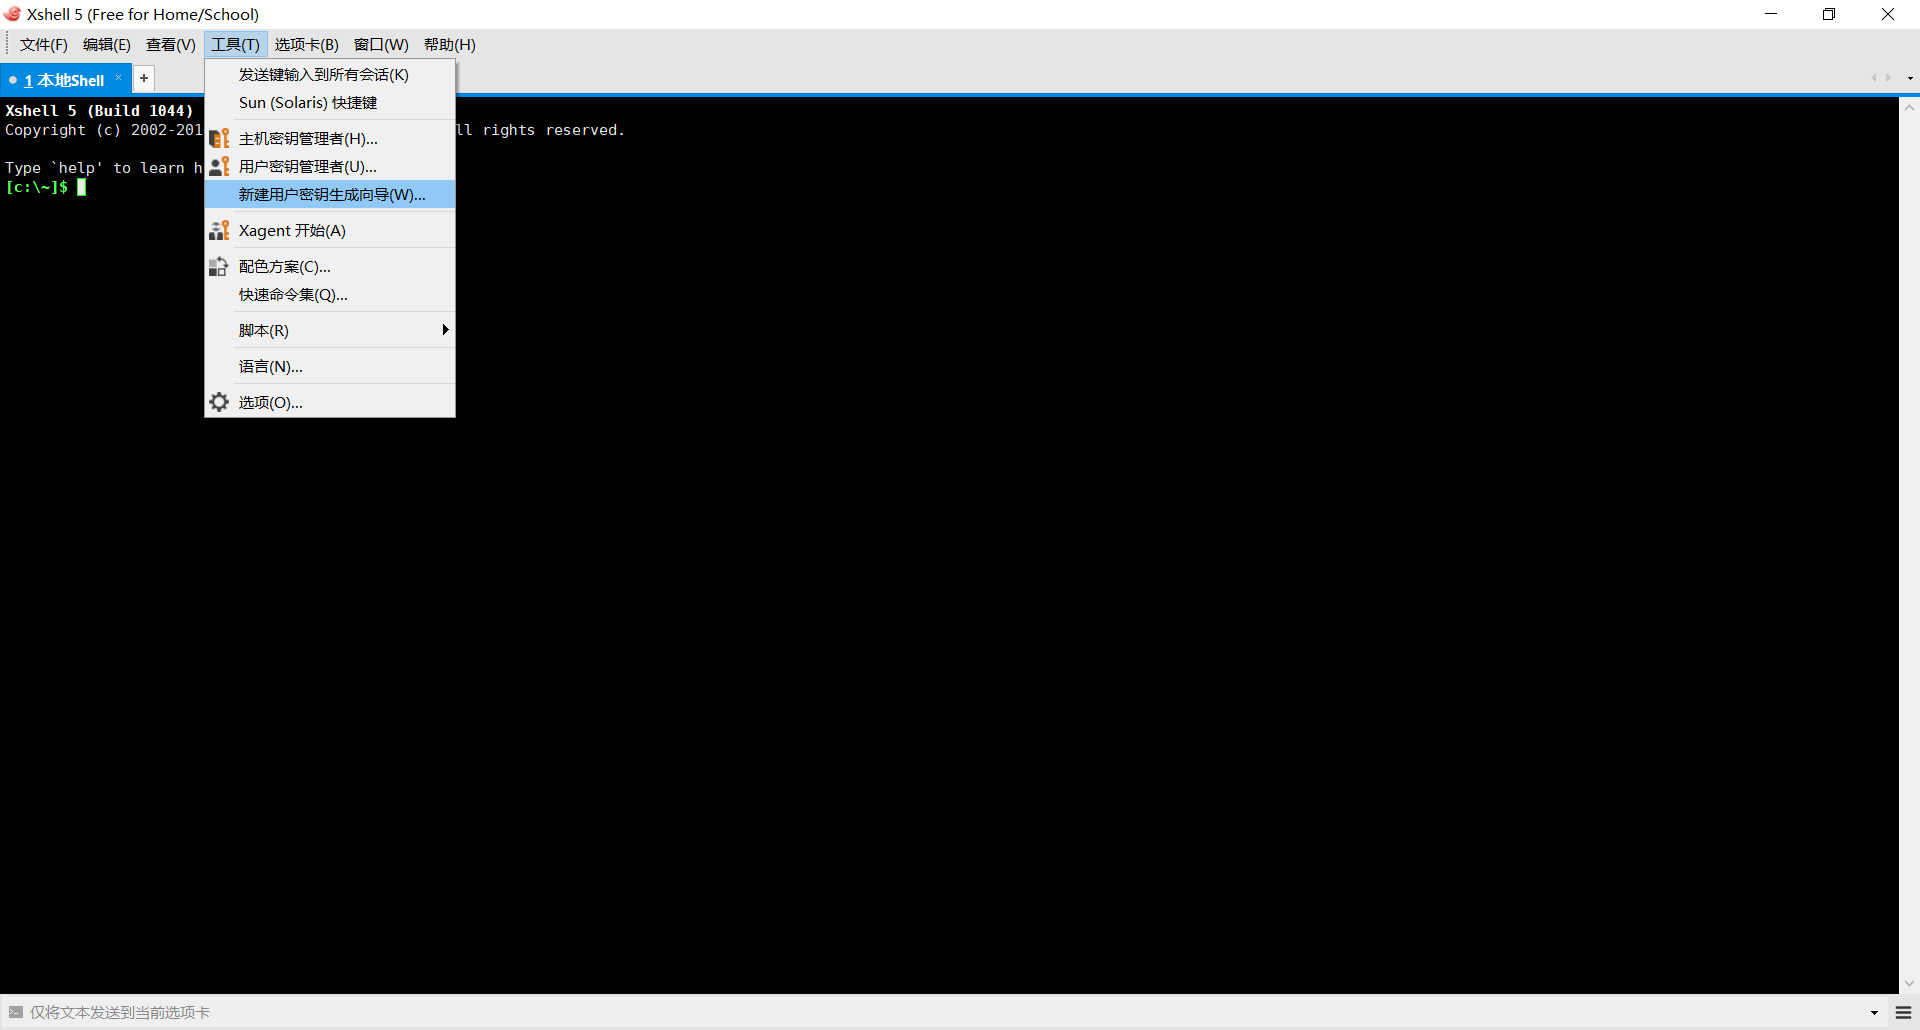 Xshell 5 (Free for Home/School)
文件(F) 编辑(E) 查看(V) 工具(T) 选项卡(B) 窗口(W) 帮助(H)
1 本地Shell × +
发送键输入到所有会话(K)
Sun (Solaris) 快捷键
主机密钥管理者(H)...
用户密钥管理者(U)...
新建用户密钥生成向导(W)...
Xagent 开始(A)
配色方案(C)...
快速命令集(Q)...
脚本(R)
语言(N)...
选项(O)...
Xshell 5 (Build 1044)
Copyright (c) 2002-201 ll rights reserved.
Type `help' to learn h
[c:\~]$
仅将文本发送到当前选项卡